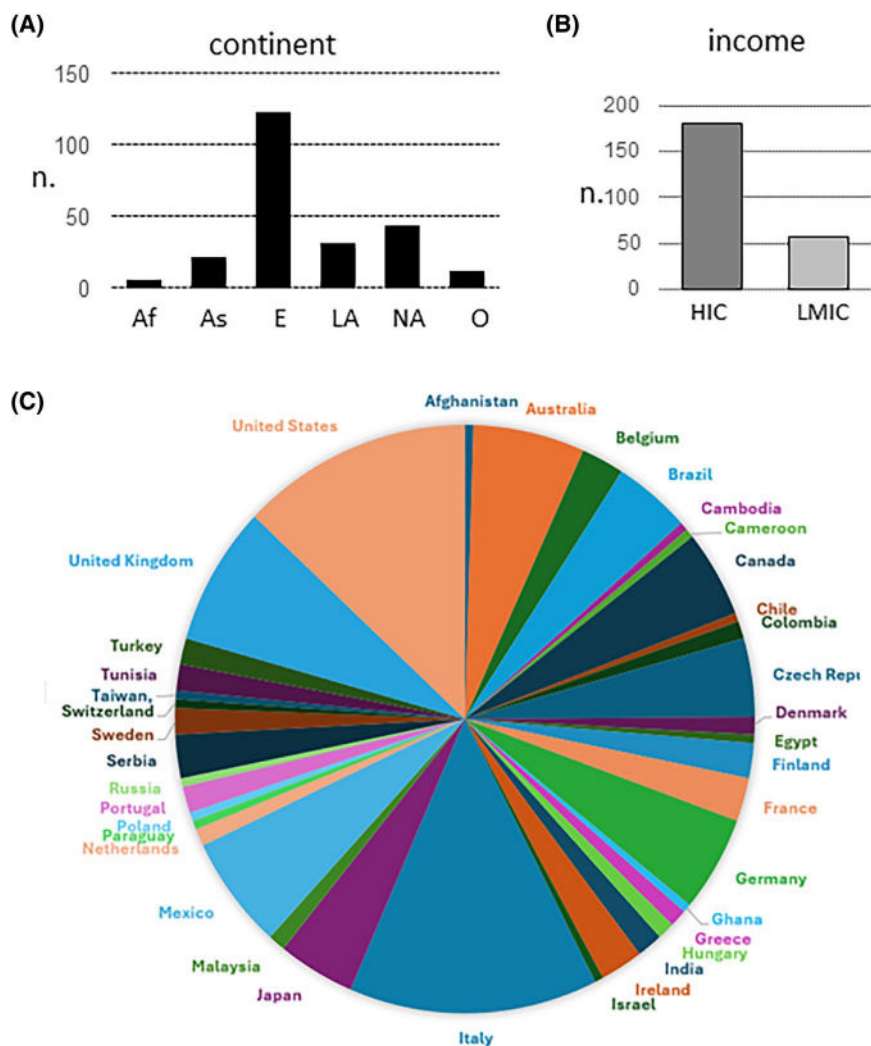 (A)
continent
150
100
n.
50
0
Af As E LA NA O
(B)
income
200
150
n.
100
50
0
HIC LMIC
(C)
Afghanistan
Australia
Belgium
Brazil
Cambodia
Cameroon
Canada
Chile
Colombia
Czech Repu
Denmark
Egypt
Finland
France
Germany
Ghana
Greece
Hungary
India
Ireland
Israel
Italy
Japan
Malaysia
Mexico
Netherlands
Paraguay
Poland
Portugal
Russia
Serbia
Sweden
Switzerland
Taiwan,
Tunisia
Turkey
United Kingdom
United States